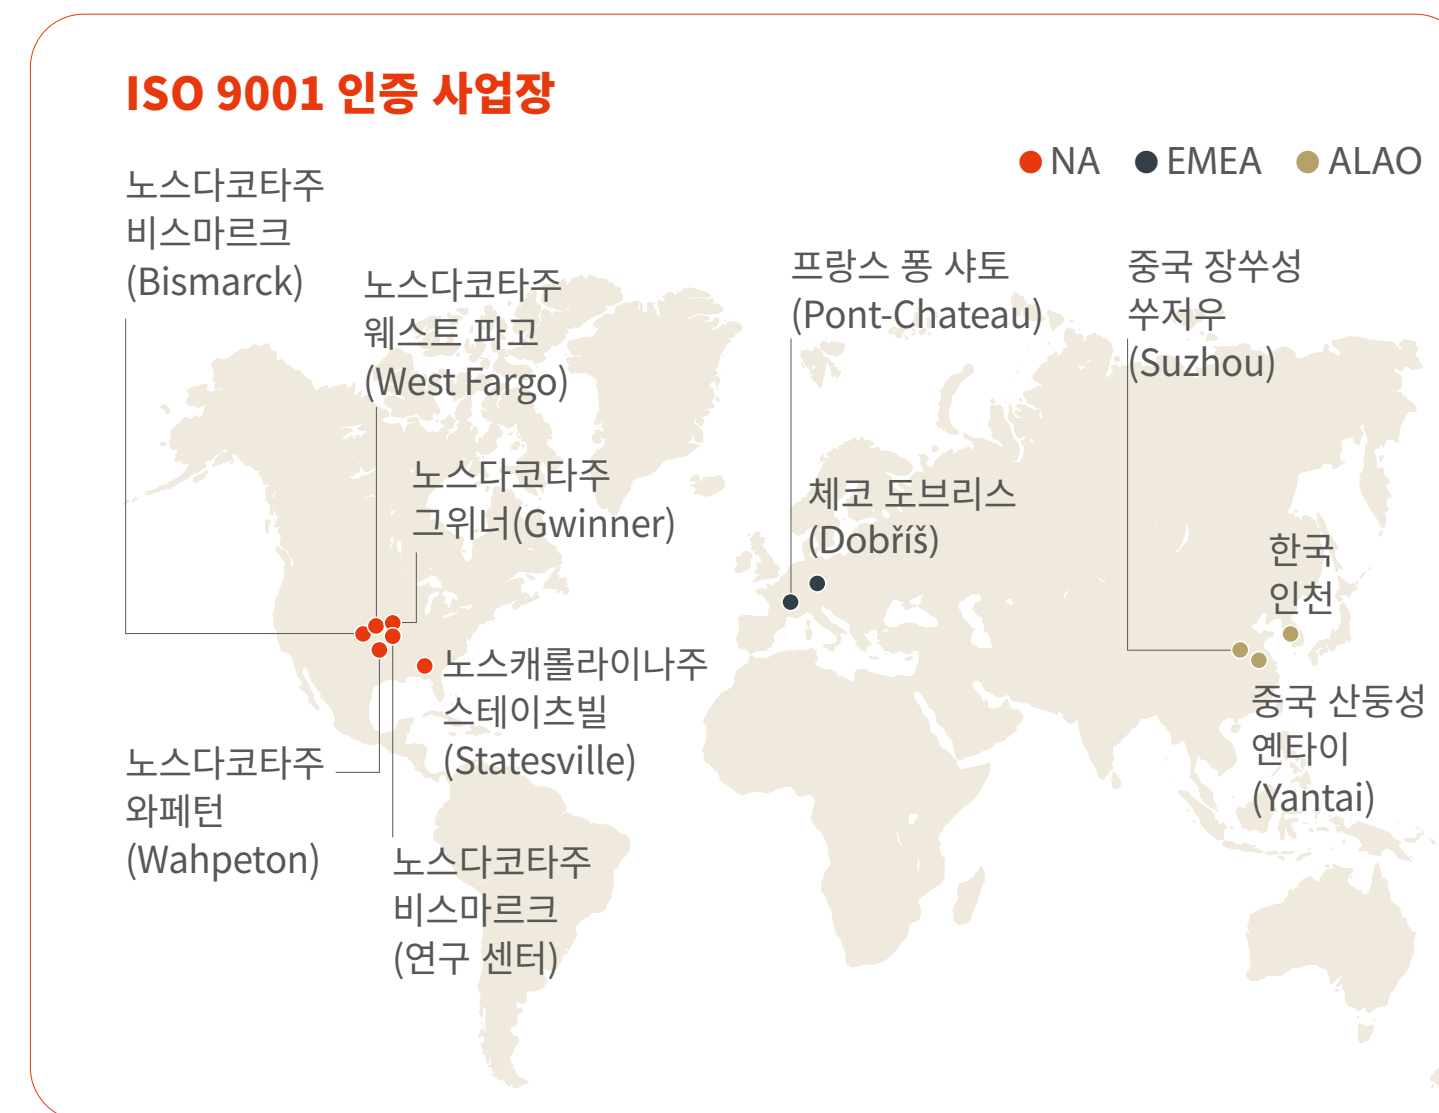 ISO 9001 인증 사업장
NA
EMEA
ALAO
노스다코타주
비스마르크
(Bismarck)
노스다코타주
웨스트 파고
(West Fargo)
노스다코타주
그위너(Gwinner)
노스캐롤라이나주
스테이츠빌
(Statesville)
노스다코타주
와페턴
(Wahpeton)
노스다코타주
비스마르크
(연구 센터)
프랑스 퐁 샤토
(Pont-Chateau)
체코 도브리스
(Dobříš)
중국 장쑤성
쑤저우
(Suzhou)
한국
인천
중국 산둥성
옌타이
(Yantai)